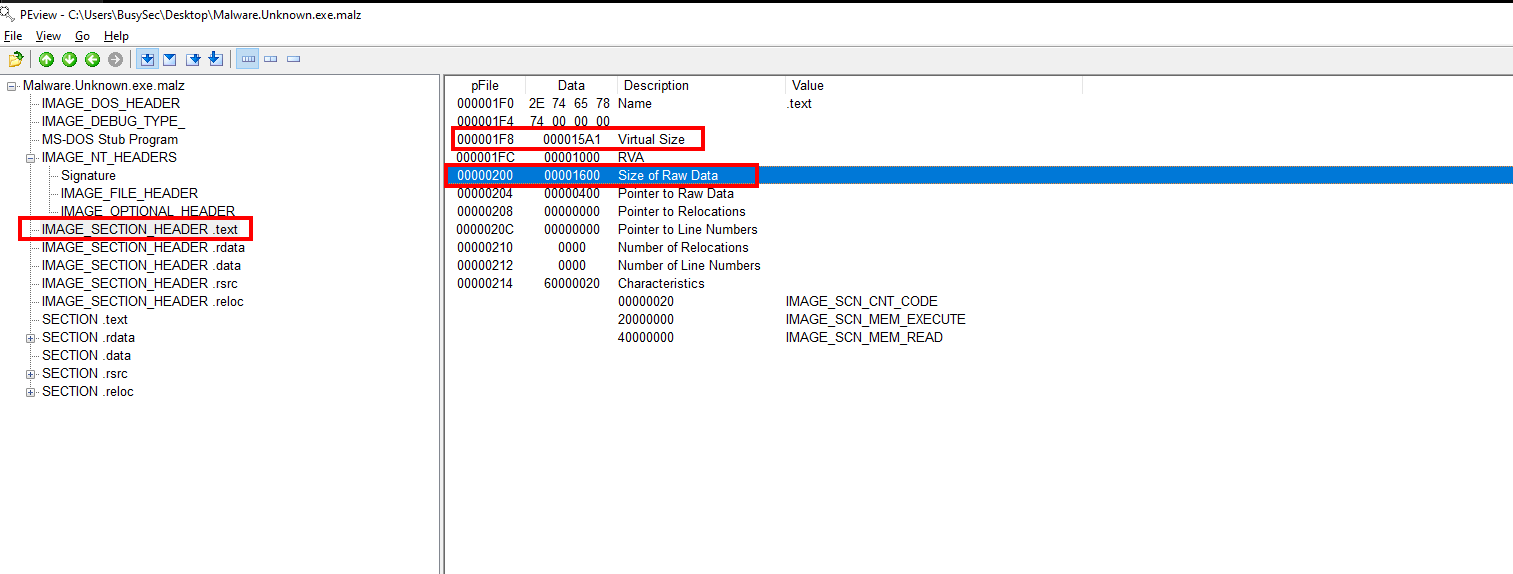 PEview - C:\Users\BusySec\Desktop\Malware.Unknown.exe.malz
File View Go Help
Malware.Unknown.exe.malz
IMAGE_DOS_HEADER
IMAGE_DEBUG_TYPE_
MS-DOS Stub Program
IMAGE_NT_HEADERS
Signature
IMAGE_FILE_HEADER
IMAGE_OPTIONAL_HEADER
IMAGE_SECTION_HEADER .text
IMAGE_SECTION_HEADER .rdata
IMAGE_SECTION_HEADER .data
IMAGE_SECTION_HEADER .rsrc
IMAGE_SECTION_HEADER .reloc
SECTION .text
SECTION .rdata
SECTION .data
SECTION .rsrc
SECTION .reloc
pFile Data Description Value
000001F0 2E 74 65 78 Name .text
000001F4 74 00 00 00
000001F8 000015A1 Virtual Size
000001FC 00001000 RVA
00000200 00001600 Size of Raw Data
00000204 00000400 Pointer to Raw Data
00000208 00000000 Pointer to Relocations
0000020C 00000000 Pointer to Line Numbers
00000210 0000 Number of Relocations
00000212 0000 Number of Line Numbers
00000214 60000020 Characteristics
00000020 IMAGE_SCN_CNT_CODE
20000000 IMAGE_SCN_MEM_EXECUTE
40000000 IMAGE_SCN_MEM_READ